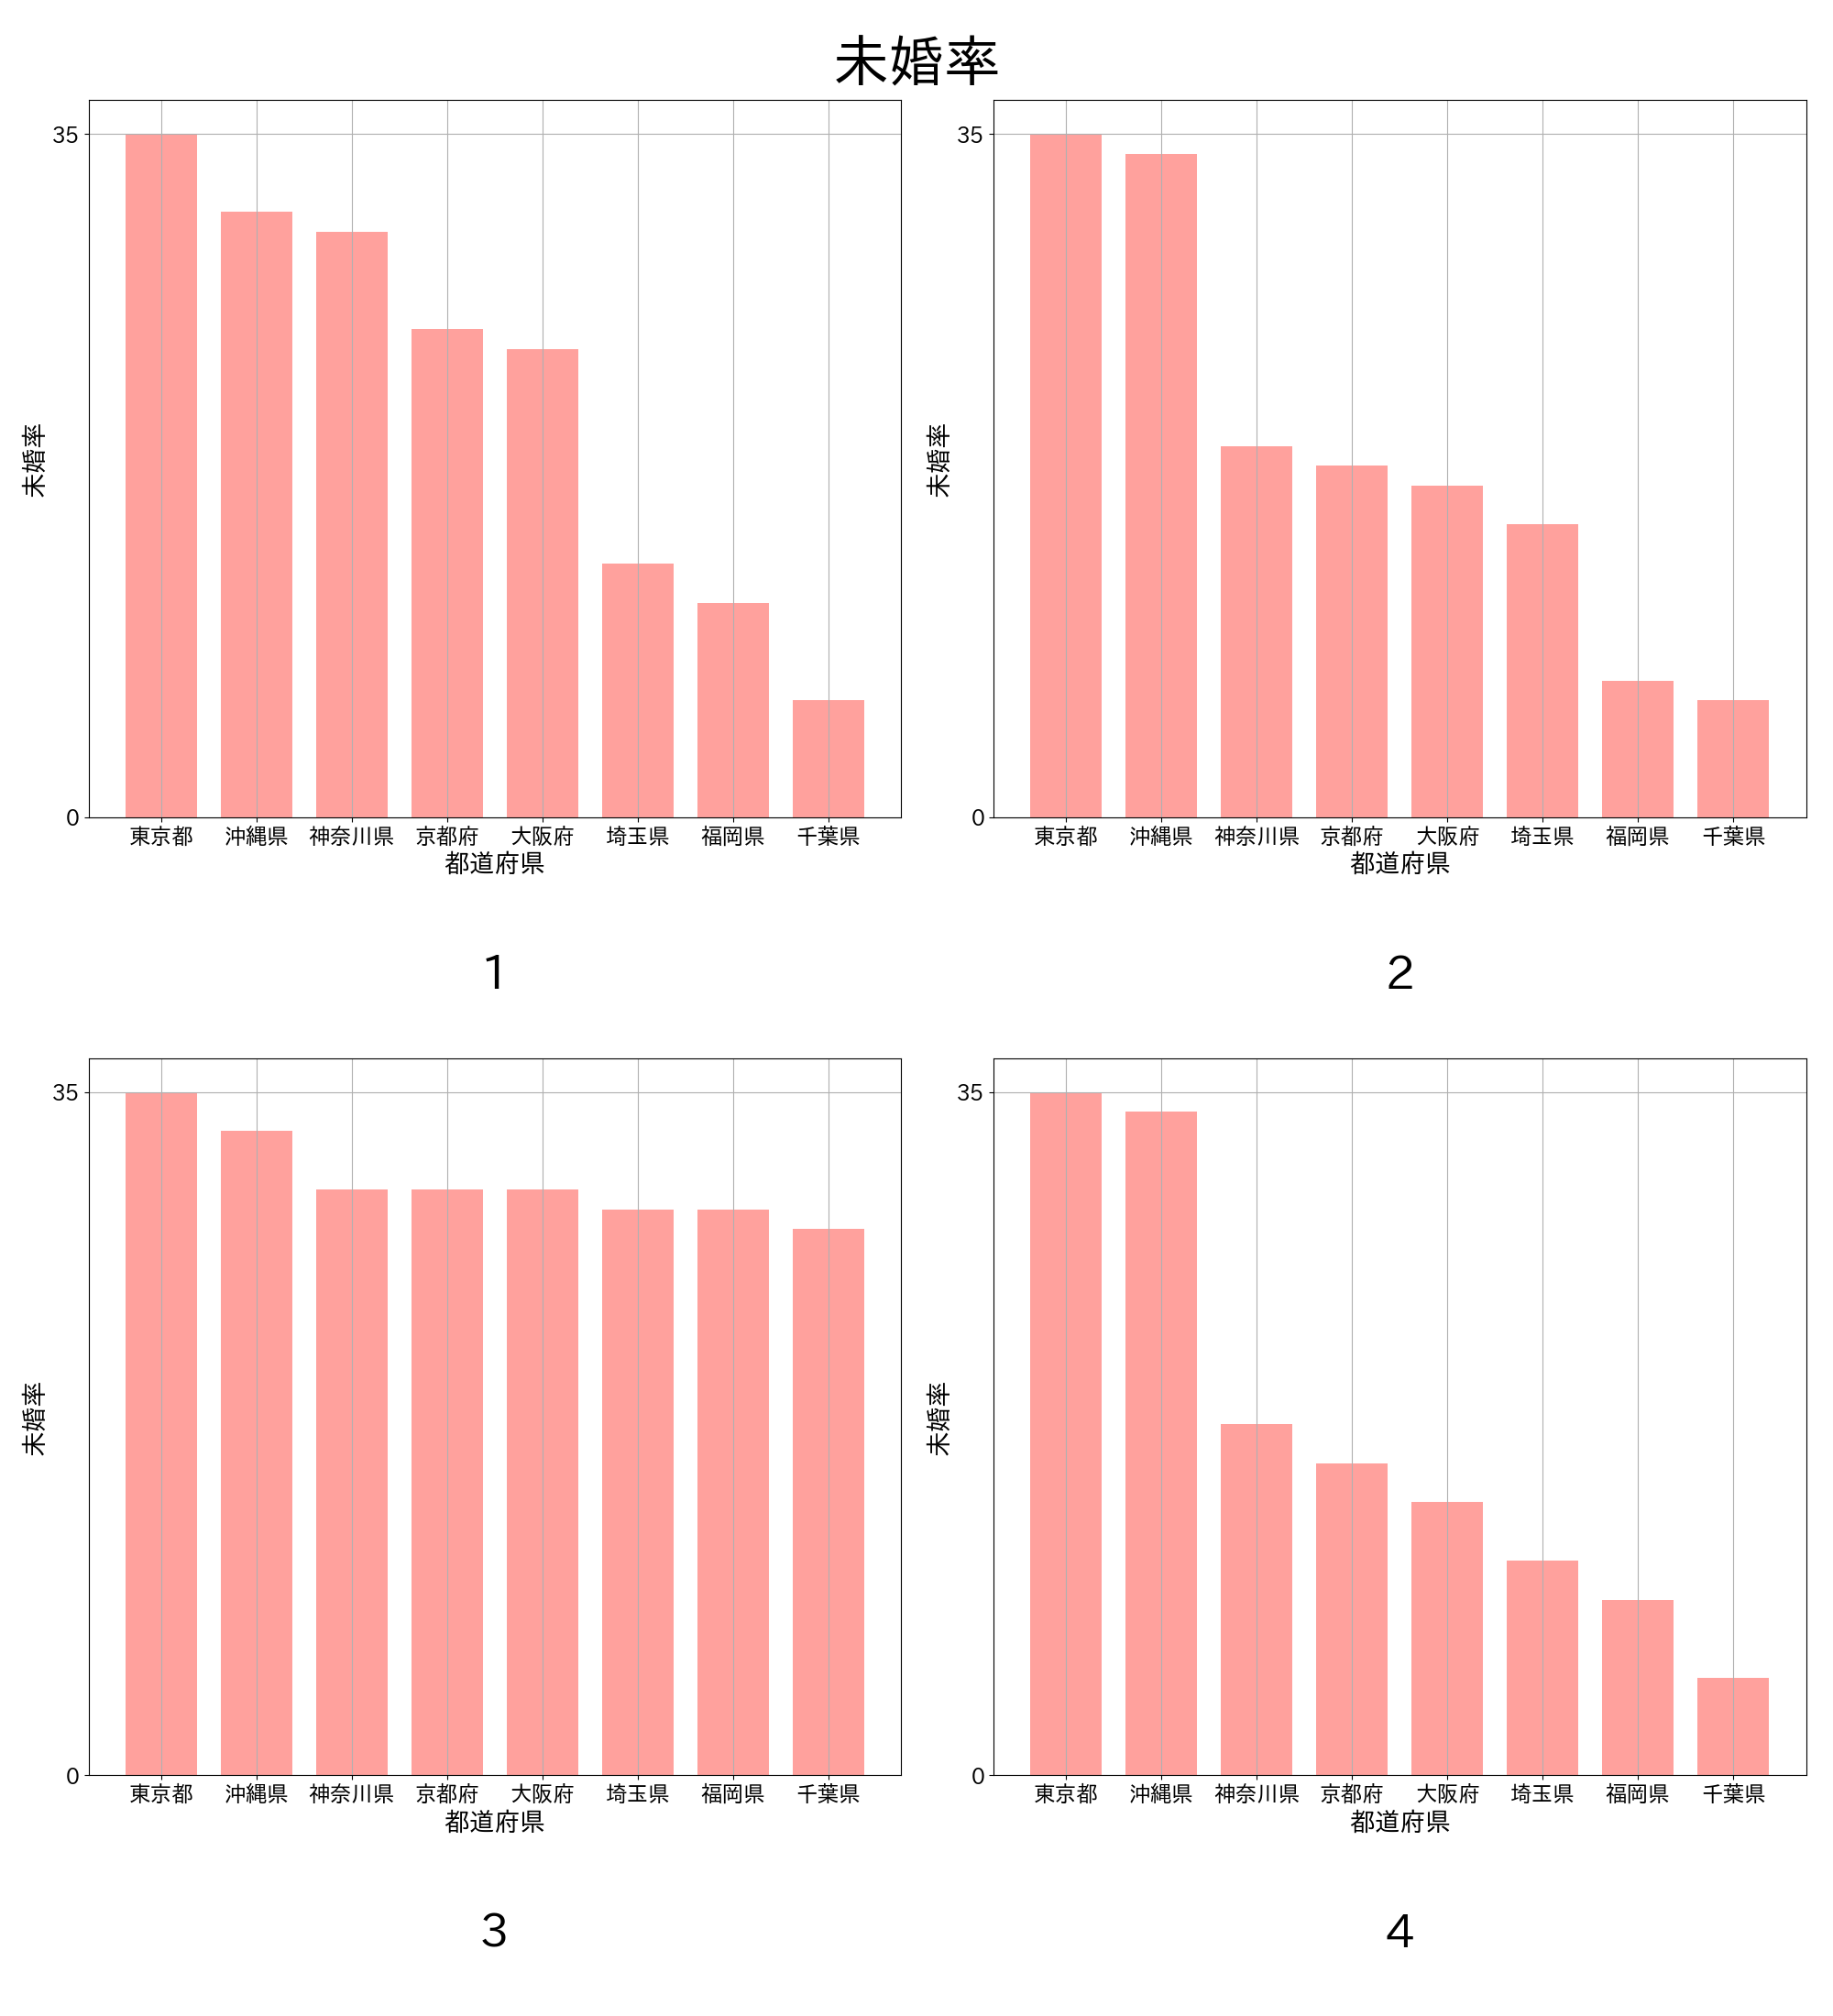 未婚率
35
0
未婚率
東京都 沖縄県 神奈川県 京都府 大阪府 埼玉県 福岡県 千葉県
都道府県
1
35
0
未婚率
東京都 沖縄県 神奈川県 京都府 大阪府 埼玉県 福岡県 千葉県
都道府県
2
35
0
未婚率
東京都 沖縄県 神奈川県 京都府 大阪府 埼玉県 福岡県 千葉県
都道府県
3
35
0
未婚率
東京都 沖縄県 神奈川県 京都府 大阪府 埼玉県 福岡県 千葉県
都道府県
4